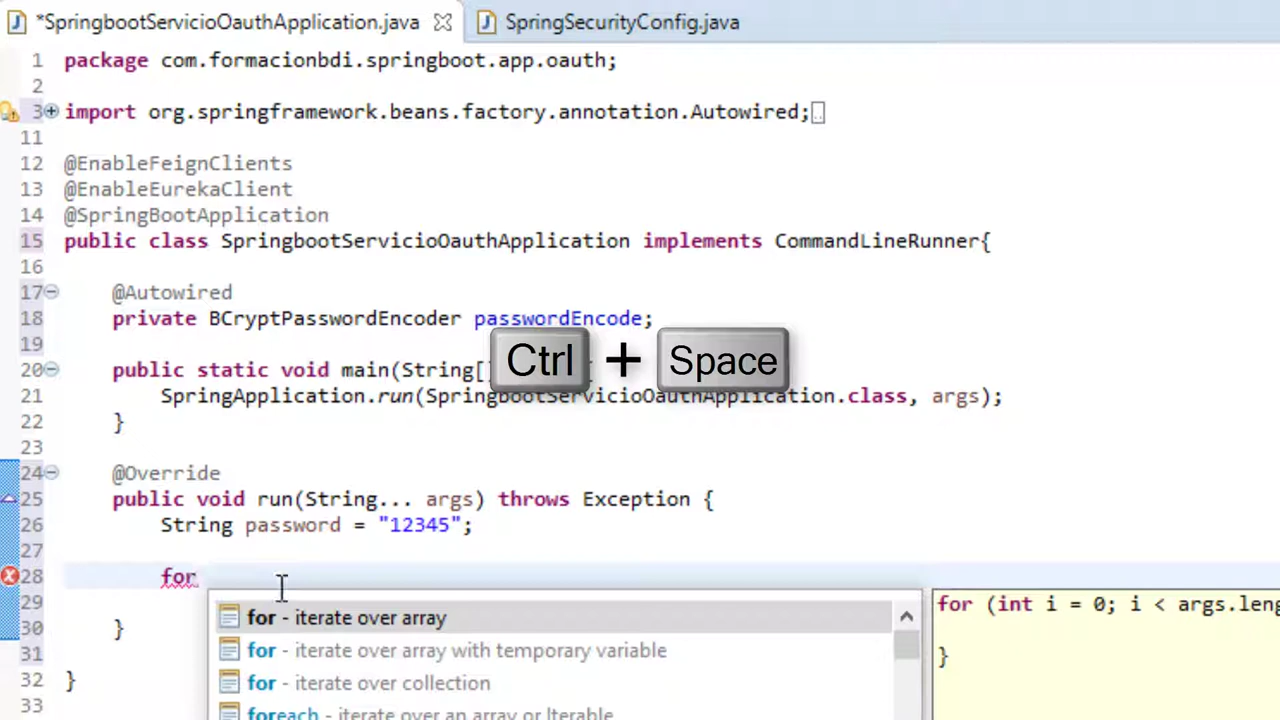 *SpringbootServicioOauthApplication.java SpringSecurityConfig.java
1 package com.formacionbdi.springboot.app.oauth;
2
3 import org.springframework.beans.factory.annotation.Autowired;
11
12 @EnableFeignClients
13 @EnableEurekaClient
14 @SpringBootApplication
15 public class SpringbootServicioOauthApplication implements CommandLineRunner{
16
17 @Autowired
18 private BCryptPasswordEncoder passwordEncode;
19
Ctrl + Space
20 public static void main(String[]
21 SpringApplication.run(SpringbootServicioOauthApplication.class, args);
22 }
23
24 @Override
25 public void run(String... args) throws Exception {
26 String password = "12345";
27
28 for
29
30 }
31
32 }
33
for - iterate over array
for - iterate over array with temporary variable
for - iterate over collection
foreach - iterate over an array or Iterable
for (int i = 0; i < args.leng
}